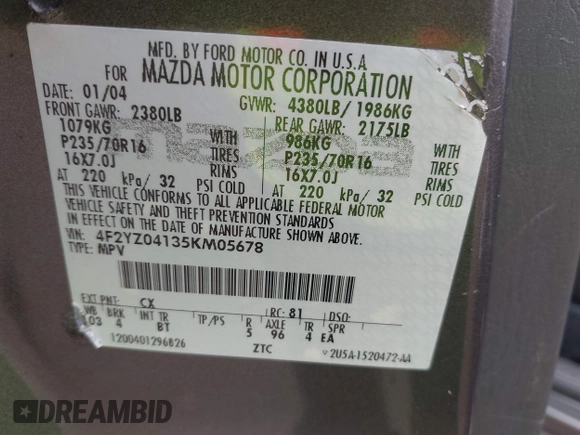 MFD. BY FORD MOTOR CO. IN U.S.A.
FOR MAZDA MOTOR CORPORATION
DATE: 01/04 GVWR: 4380LB/ 1986KG
FRONT GAWR: 2380LB REAR GAWR: 2175LB
1079KG WITH 986KG WITH
P235/70R16 TIRES P235/70R16 TIRES
16X7.0J RIMS 16X7.0J RIMS
AT 220 kPa/ 32 PSI COLD AT 220 kPa/ 32 PSI COLD
THIS VEHICLE CONFORMS TO ALL APPLICABLE FEDERAL MOTOR
VEHICLE SAFETY AND THEFT PREVENTION STANDARDS
IN EFFECT ON THE DATE OF MANUFACTURE SHOWN ABOVE.
VIN: 4F2YZ04135KM05678
TYPE: MPV
mazda
EXT PNT: CX RC: 81 DSO:
WB BRK INT TR TP/PS R AXLE TR SPR
103 4 BT 5 96 4 EA
1200401296826 ZTC v2U5A-1520472-AA
DREAMBID